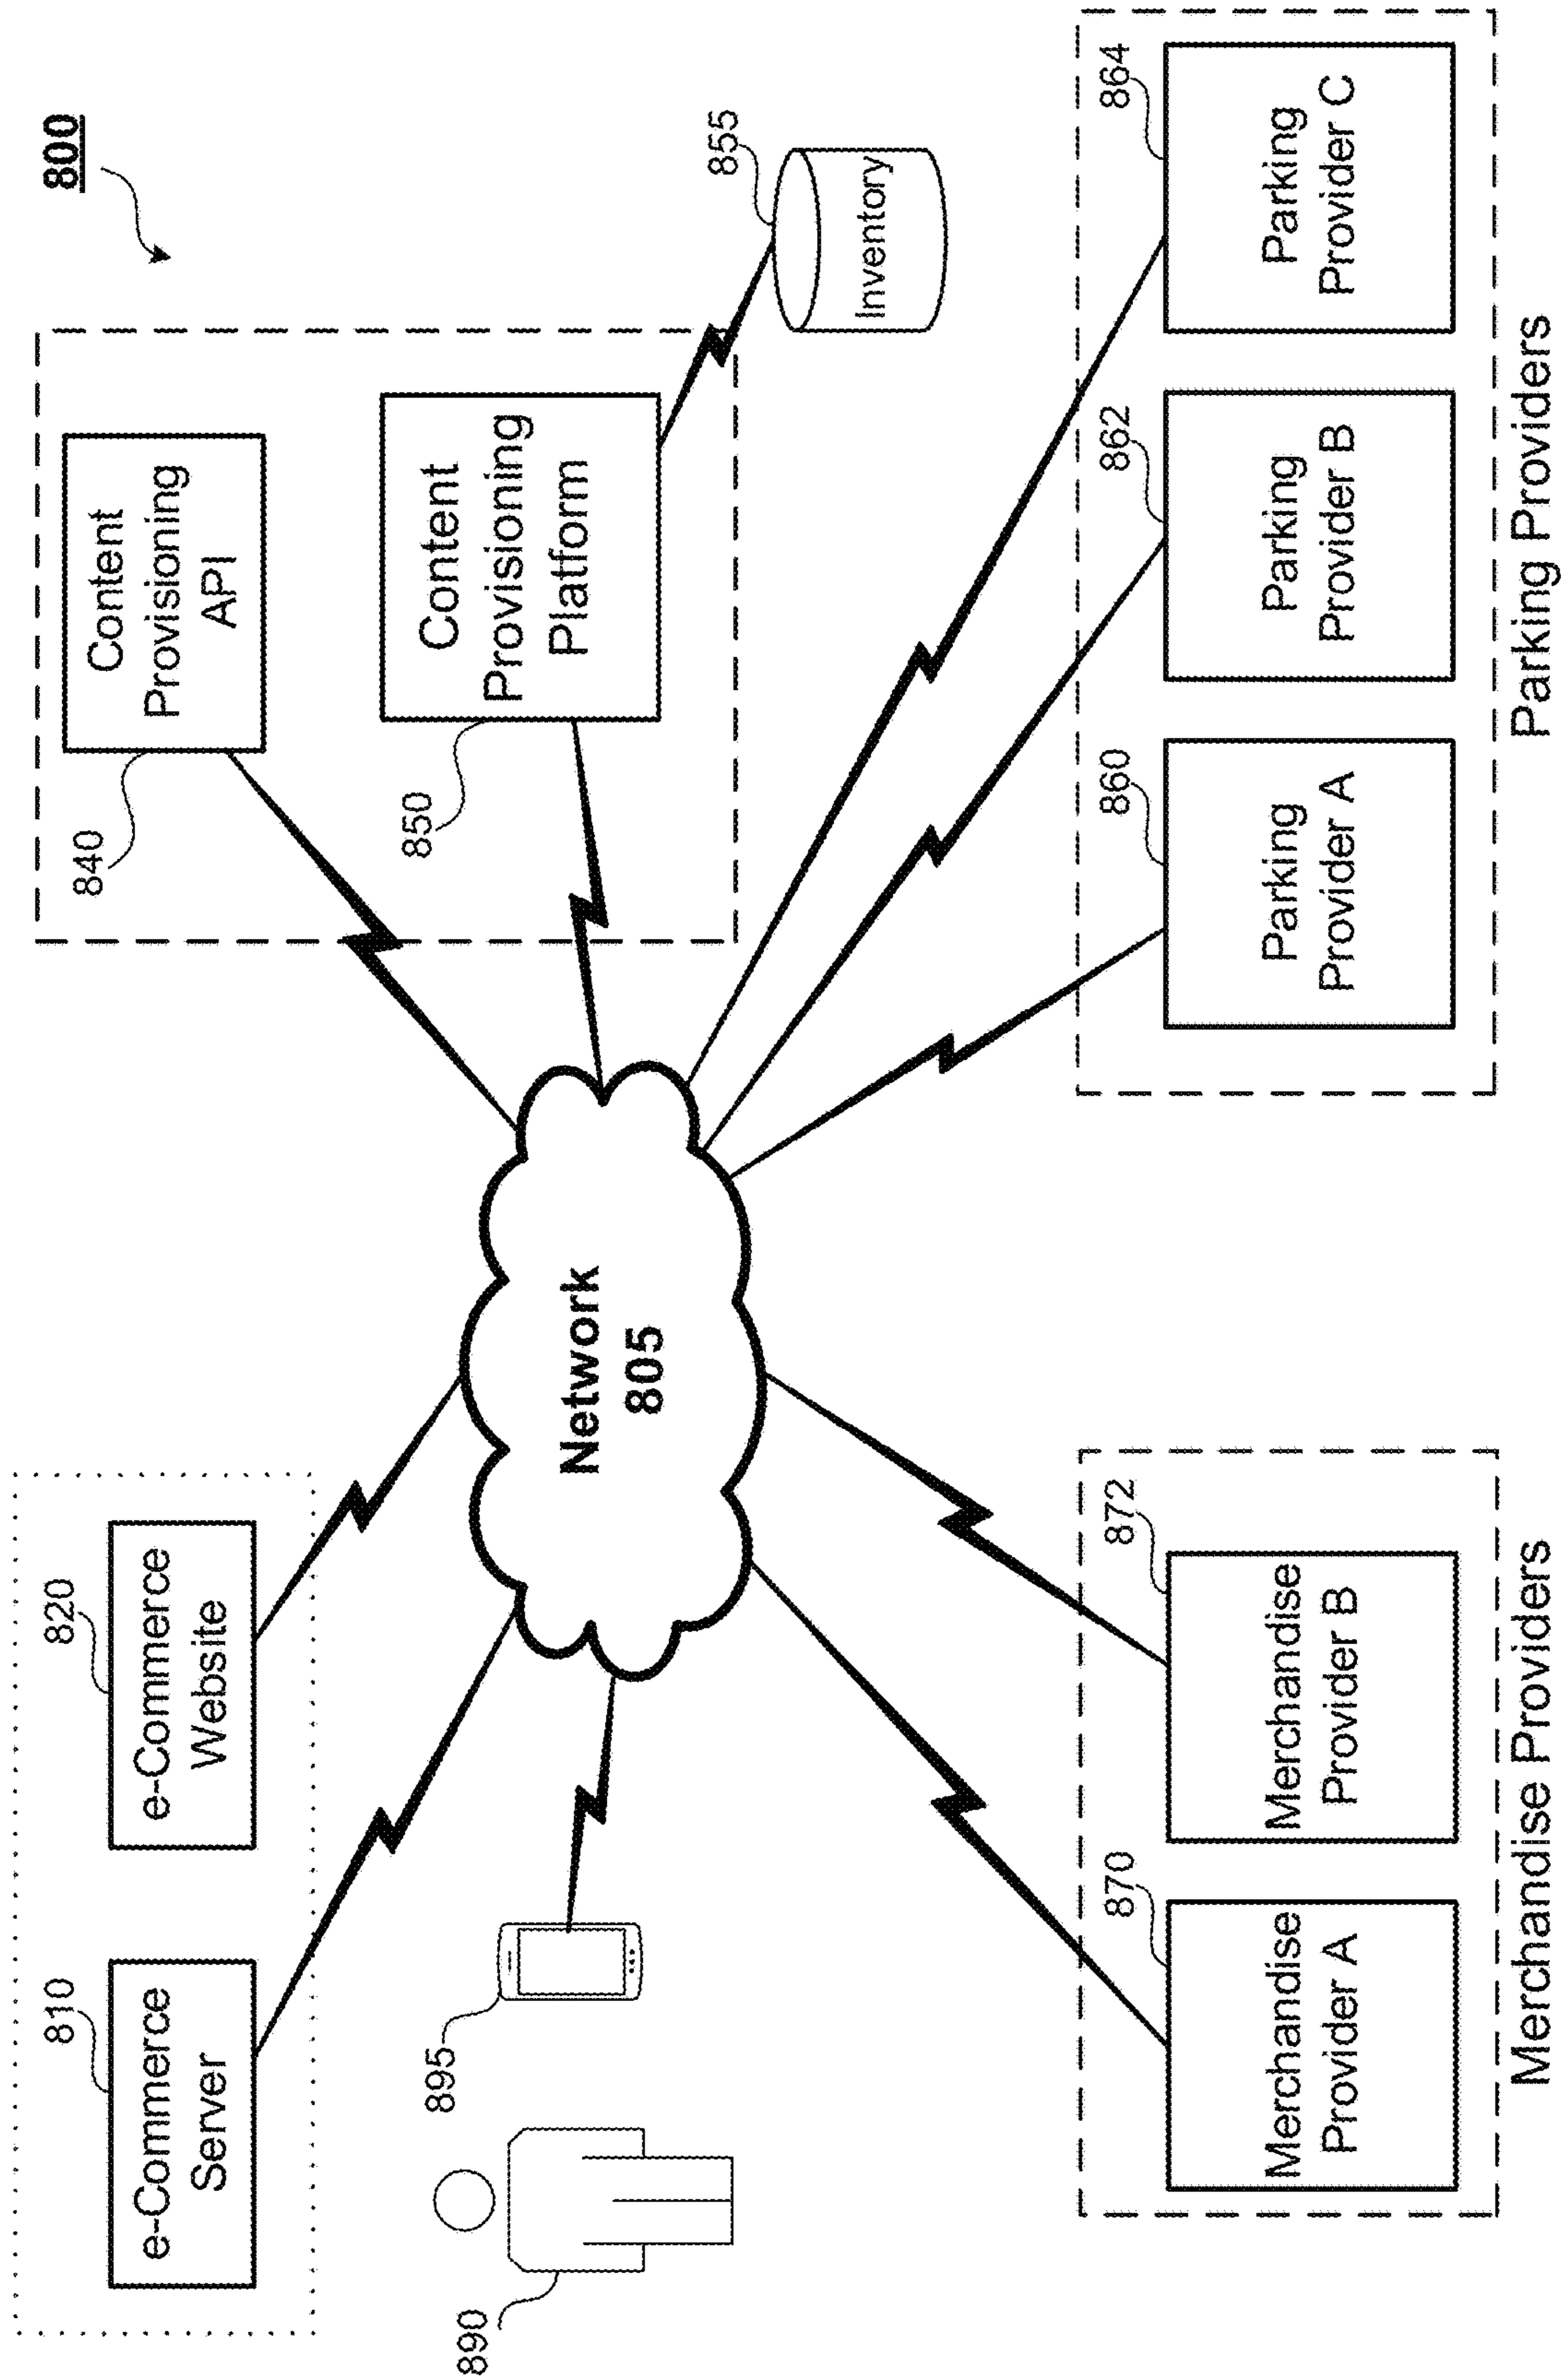 800
810
e-Commerce
Server
820
e-Commerce
Website
840
Content
Provisioning
API
850
Content
Provisioning
Platform
855
Inventory
890
895
Network
805
870
Merchandise
Provider A
872
Merchandise
Provider B
Merchandise Providers
860
Parking
Provider A
862
Parking
Provider B
864
Parking
Provider C
Parking Providers